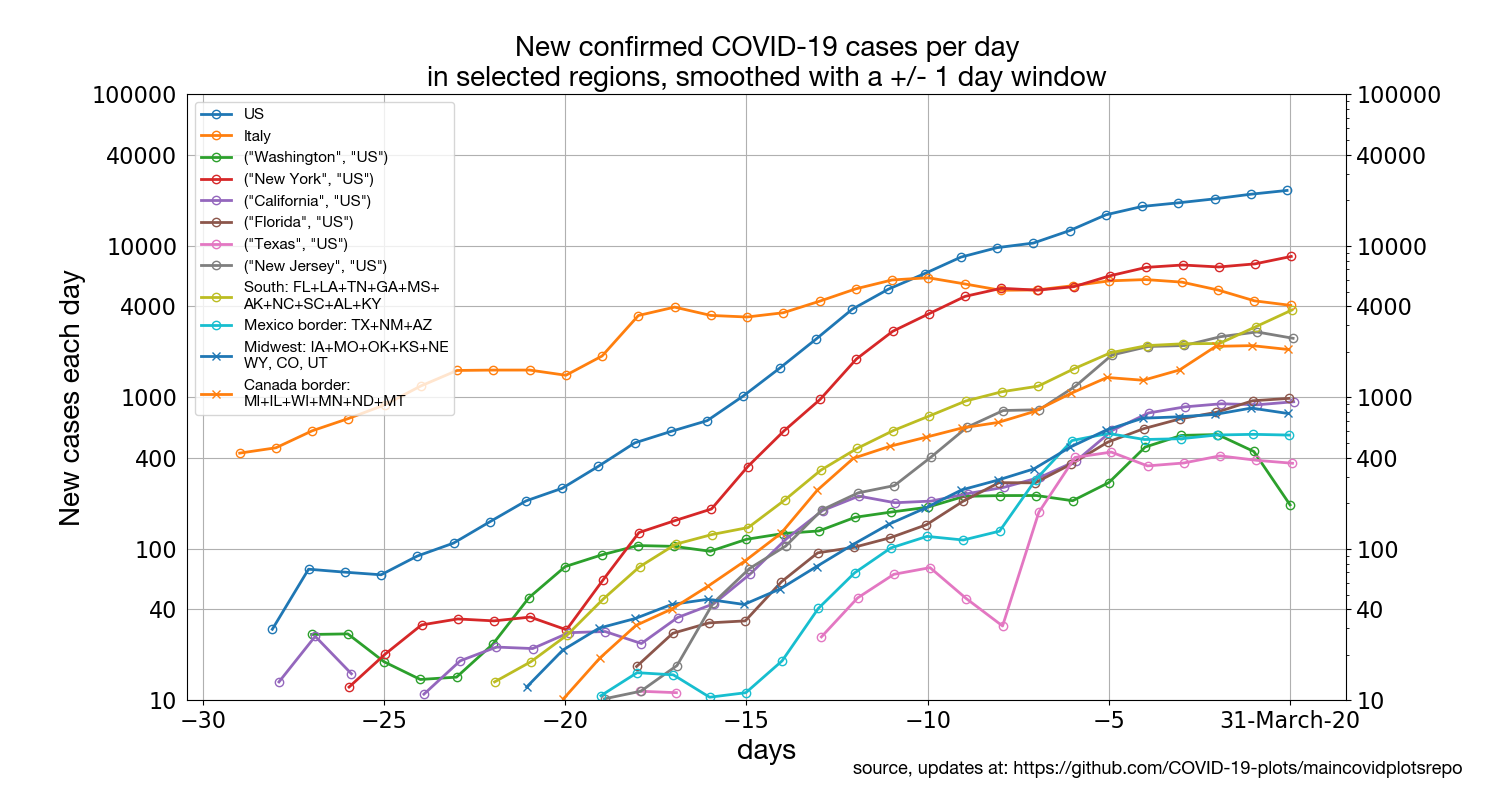 New confirmed COVID-19 cases per day
in selected regions, smoothed with a +/- 1 day window
100000
40000
10000
4000
1000
400
100
40
10
New cases each day
US
Italy
("Washington", "US")
("New York", "US")
("California", "US")
("Florida", "US")
("Texas", "US")
("New Jersey", "US")
South: FL+LA+TN+GA+MS+
AK+NC+SC+AL+KY
Mexico border: TX+NM+AZ
Midwest: IA+MO+OK+KS+NE
WY, CO, UT
Canada border:
MI+IL+WI+MN+ND+MT
100000
40000
10000
4000
1000
400
100
40
10
−30 −25 −20 −15 −10 −5 31-March-20
days
source, updates at: https://github.com/COVID-19-plots/maincovidplotsrepo